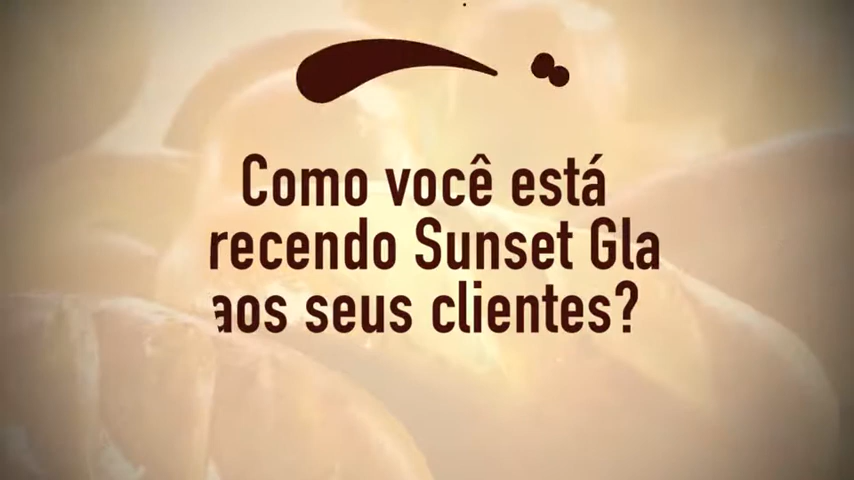 Como você está
recendo Sunset Gla
aos seus clientes?